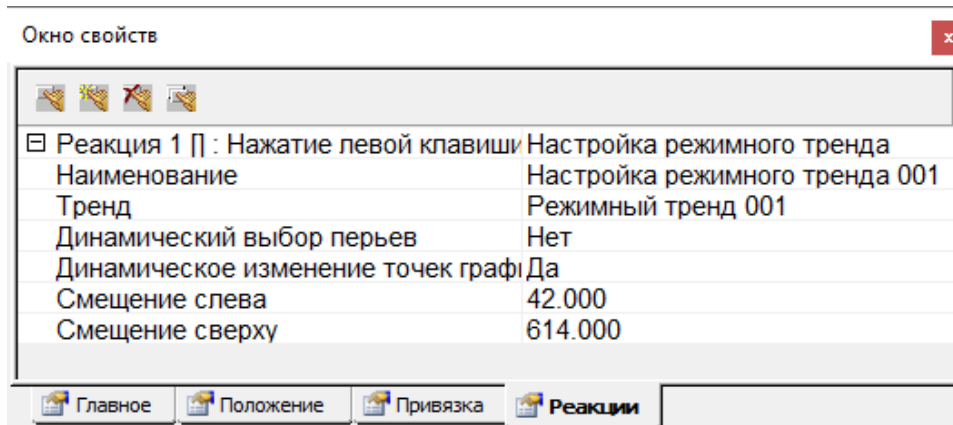 Окно свойств
Реакция 1 [] : Нажатие левой клавиши Настройка режимного тренда
Наименование Настройка режимного тренда 001
Тренд Режимный тренд 001
Динамический выбор перьев Нет
Динамическое изменение точек граф Да
Смещение слева 42.000
Смещение сверху 614.000
Главное Положение Привязка Реакции